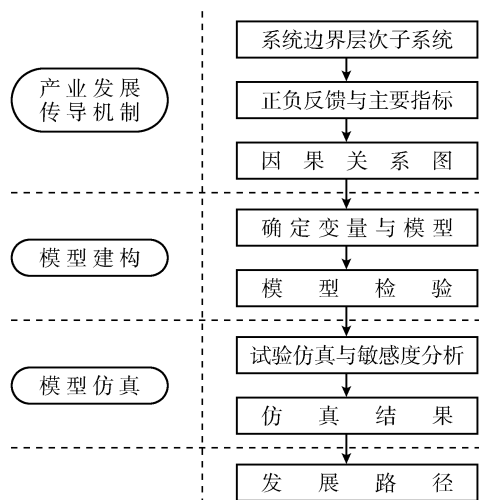 系统边界层次子系统
产业发展
传导机制
正负反馈与主要指标
因果关系图
确定变量与模型
模型建构
模型检验
试验仿真与敏感度分析
模型仿真
仿真结果
发展路径